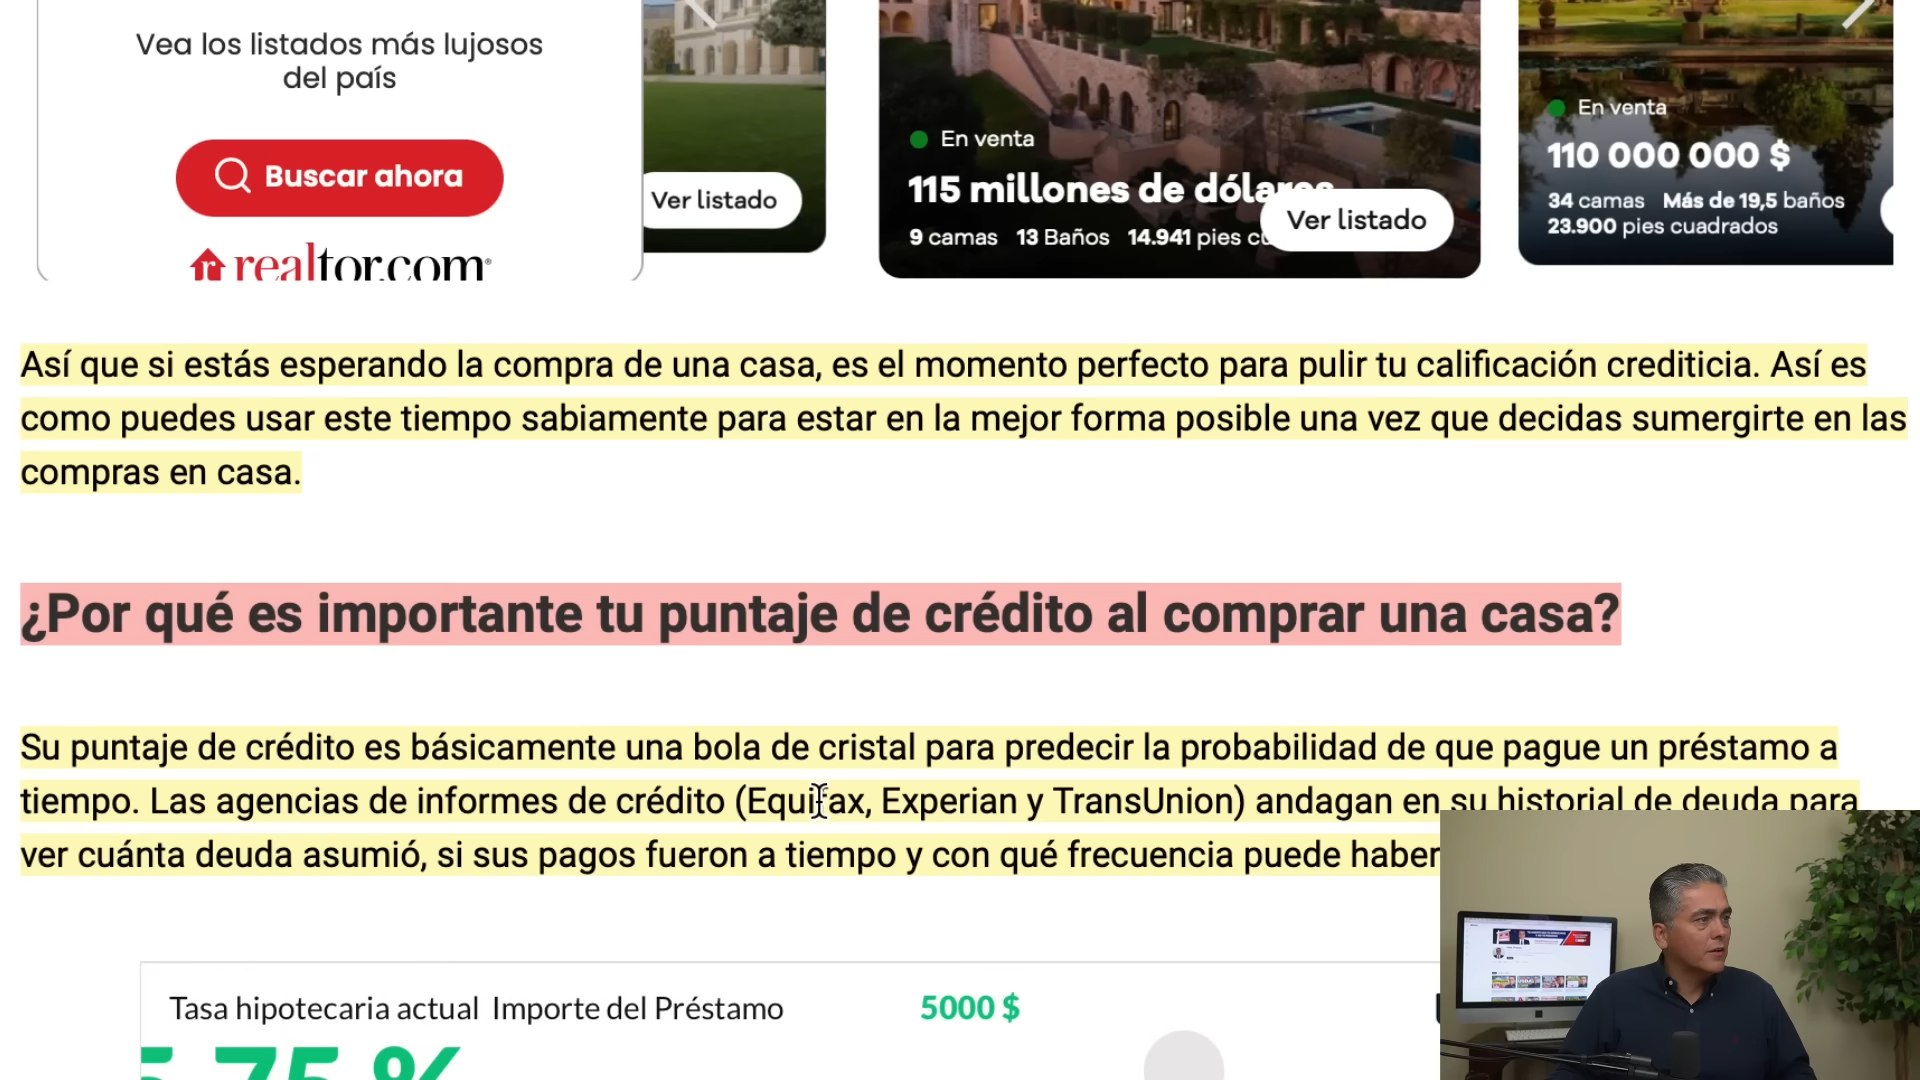 Vea los listados más lujosos
del país
Buscar ahora
realtor.com
Ver listado
En venta
115 millones de dólares
9 camas 13 Baños 14.941 pies
Ver listado
En venta
110 000 000 $
34 camas Más de 19,5 baños
23.900 pies cuadrados
Así que si estás esperando la compra de una casa, es el momento perfecto para pulir tu calificación crediticia. Así es
como puedes usar este tiempo sabiamente para estar en la mejor forma posible una vez que decidas sumergirte en las
compras en casa.
¿Por qué es importante tu puntaje de crédito al comprar una casa?
Su puntaje de crédito es básicamente una bola de cristal para predecir la probabilidad de que pague un préstamo a
tiempo. Las agencias de informes de crédito (Equifax, Experian y TransUnion) andagan en su historial de deuda para
ver cuánta deuda asumió, si sus pagos fueron a tiempo y con qué frecuencia puede haber
Tasa hipotecaria actual Importe del Préstamo 5000 $
5.75 %